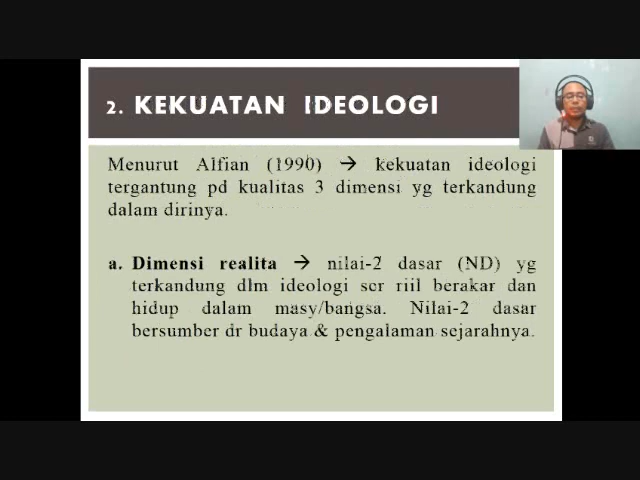 2. KEKUATAN IDEOLOGI
Menurut Alfian (1990) → kekuatan ideologi
tergantung pd kualitas 3 dimensi yg terkandung
dalam dirinya.
a. Dimensi realita → nilai-2 dasar (ND) yg
terkandung dlm ideologi scr riil berakar dan
hidup dalam masy/bangsa. Nilai-2 dasar
bersumber dr budaya & pengalaman sejarahnya.